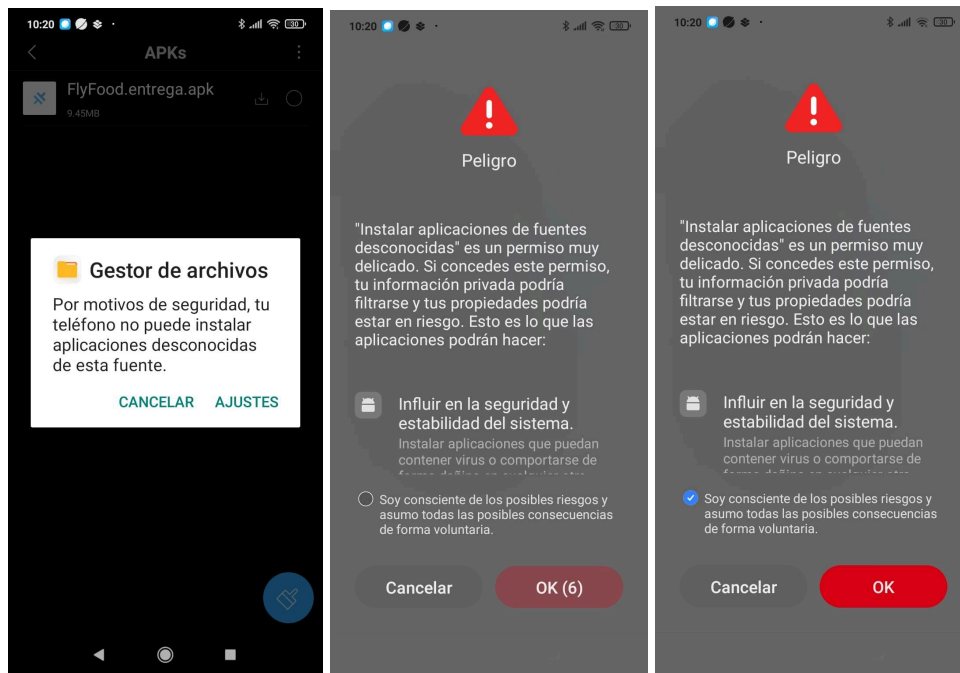 10:20
30
APKs
FlyFood.entrega.apk
9.45MB
Gestor de archivos
Por motivos de seguridad, tu
teléfono no puede instalar
aplicaciones desconocidas
de esta fuente.
CANCELAR AJUSTES
10:20
30
Peligro
"Instalar aplicaciones de fuentes
desconocidas" es un permiso muy
delicado. Si concedes este permiso,
tu información privada podría
filtrarse y tus propiedades podría
estar en riesgo. Esto es lo que las
aplicaciones podrán hacer:
Influir en la seguridad y
estabilidad del sistema.
Instalar aplicaciones que puedan
contener virus o comportarse de
Soy consciente de los posibles riesgos y
asumo todas las posibles consecuencias
de forma voluntaria.
Cancelar OK (6)
10:20
30
Peligro
"Instalar aplicaciones de fuentes
desconocidas" es un permiso muy
delicado. Si concedes este permiso,
tu información privada podría
filtrarse y tus propiedades podría
estar en riesgo. Esto es lo que las
aplicaciones podrán hacer:
Influir en la seguridad y
estabilidad del sistema.
Instalar aplicaciones que puedan
contener virus o comportarse de
Soy consciente de los posibles riesgos y
asumo todas las posibles consecuencias
de forma voluntaria.
Cancelar OK